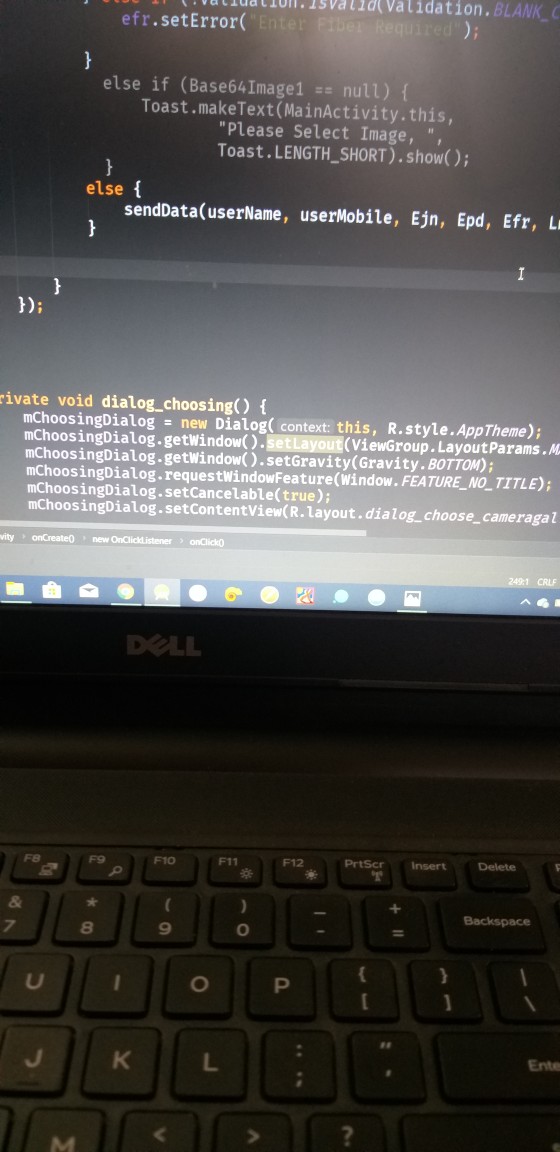 (Validation.isValid(Validation.BLANK_C
efr.setError("Enter Fiber Required");
}
else if (Base64Image1 == null) {
Toast.makeText(MainActivity.this,
"Please Select Image, ",
Toast.LENGTH_SHORT).show();
}
else {
sendData(userName, userMobile, Ejn, Epd, Efr, L
}
}
});
rivate void dialog_choosing() {
mChoosingDialog = new Dialog( context: this, R.style.AppTheme);
mChoosingDialog.getWindow().setLayout(ViewGroup.LayoutParams.M
mChoosingDialog.getWindow().setGravity(Gravity.BOTTOM);
mChoosingDialog.requestWindowFeature(Window.FEATURE_NO_TITLE);
mChoosingDialog.setCancelable(true);
mChoosingDialog.setContentView(R.layout.dialog_choose_cameragal
vity › onCreate() › new OnClickListener › onClick()
249:1 CRLF
DELL
F8 F9 F10 F11 F12 PrtScr Insert Delete F
& * ( ) _ +
7 8 9 0 - = Backspace
U I O P { [ } ] | \
J K L : ; " ' Ente
M < > ?